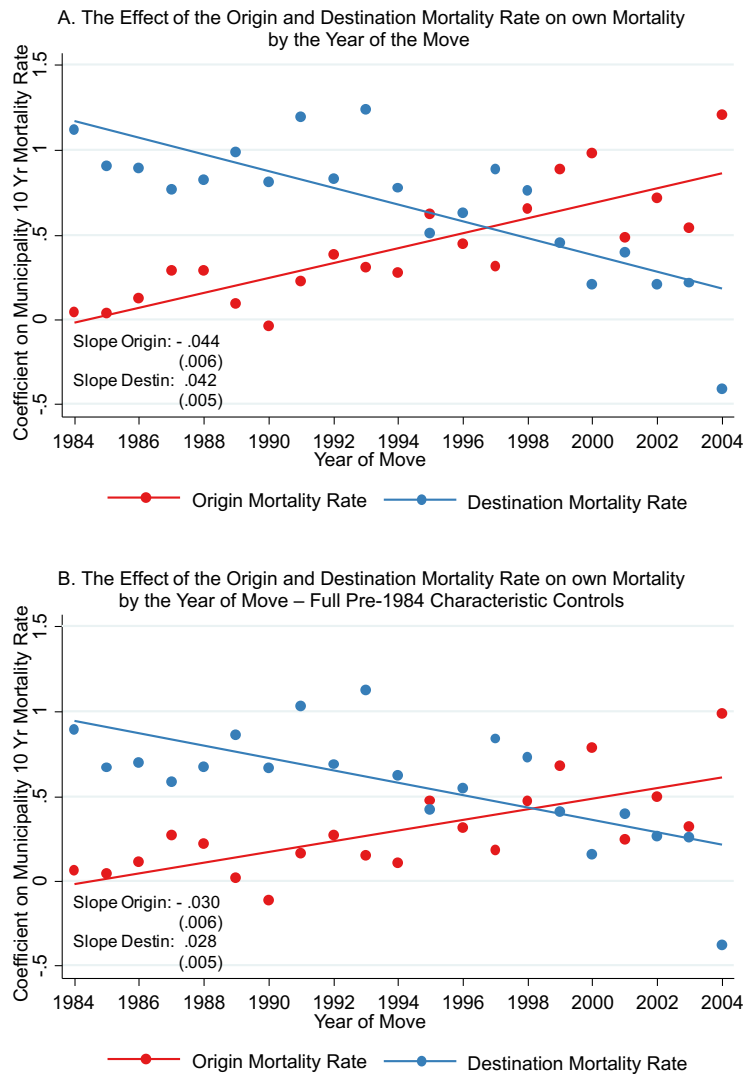 A. The Effect of the Origin and Destination Mortality Rate on own Mortality
by the Year of the Move
Coefficient on Municipality 10 Yr Mortality Rate
1.5
1
.5
0
-.5
Slope Origin: - .044
(.006)
Slope Destin: .042
(.005)
1984 1986 1988 1990 1992 1994 1996 1998 2000 2002 2004
Year of Move
Origin Mortality Rate Destination Mortality Rate
B. The Effect of the Origin and Destination Mortality Rate on own Mortality
by the Year of Move – Full Pre-1984 Characteristic Controls
Coefficient on Municipality 10 Yr Mortality Rate
1.5
1
.5
0
-.5
Slope Origin: - .030
(.006)
Slope Destin: .028
(.005)
1984 1986 1988 1990 1992 1994 1996 1998 2000 2002 2004
Year of Move
Origin Mortality Rate Destination Mortality Rate